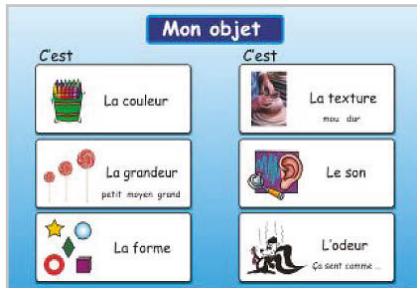 Mon objet
C'est
La couleur
La grandeur
petit moyen grand
La forme
C'est
La texture
mou dur
Le son
L'odeur
Ça sent comme ...